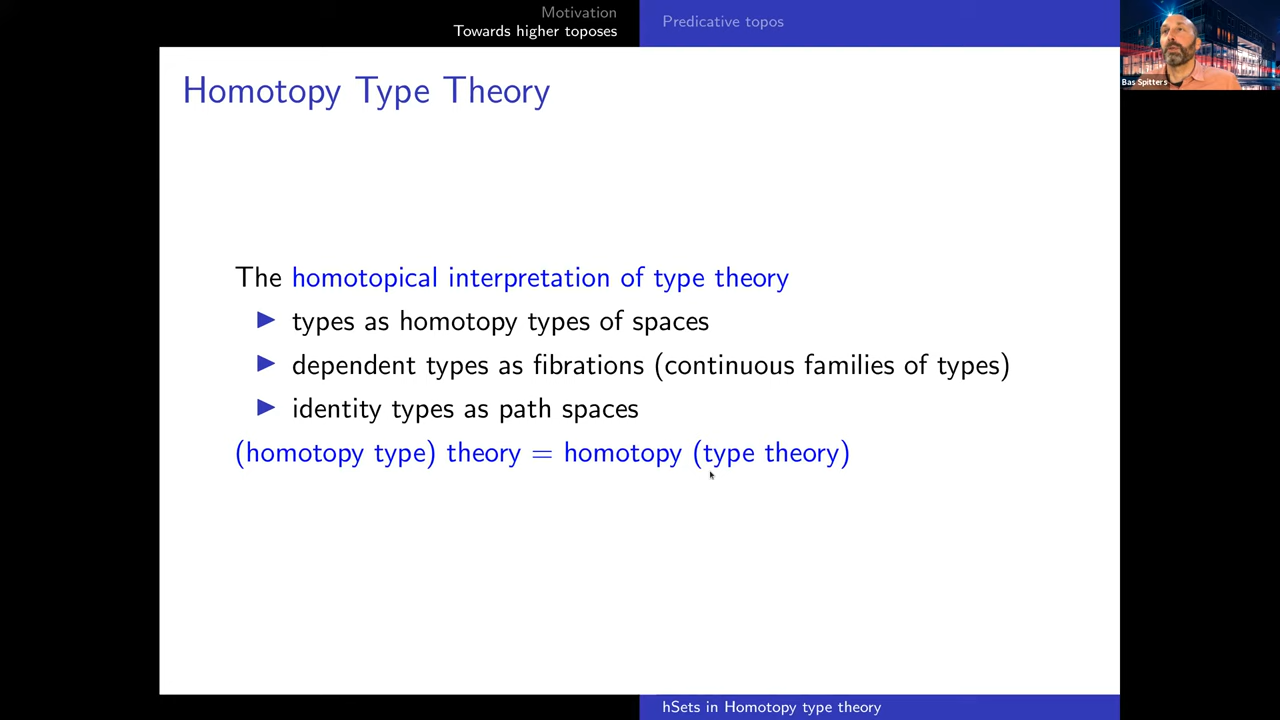 Motivation
Towards higher toposes
Predicative topos
Bas Spitters
Homotopy Type Theory
The homotopical interpretation of type theory
▶ types as homotopy types of spaces
▶ dependent types as fibrations (continuous families of types)
▶ identity types as path spaces
(homotopy type) theory = homotopy (type theory)
hSets in Homotopy type theory